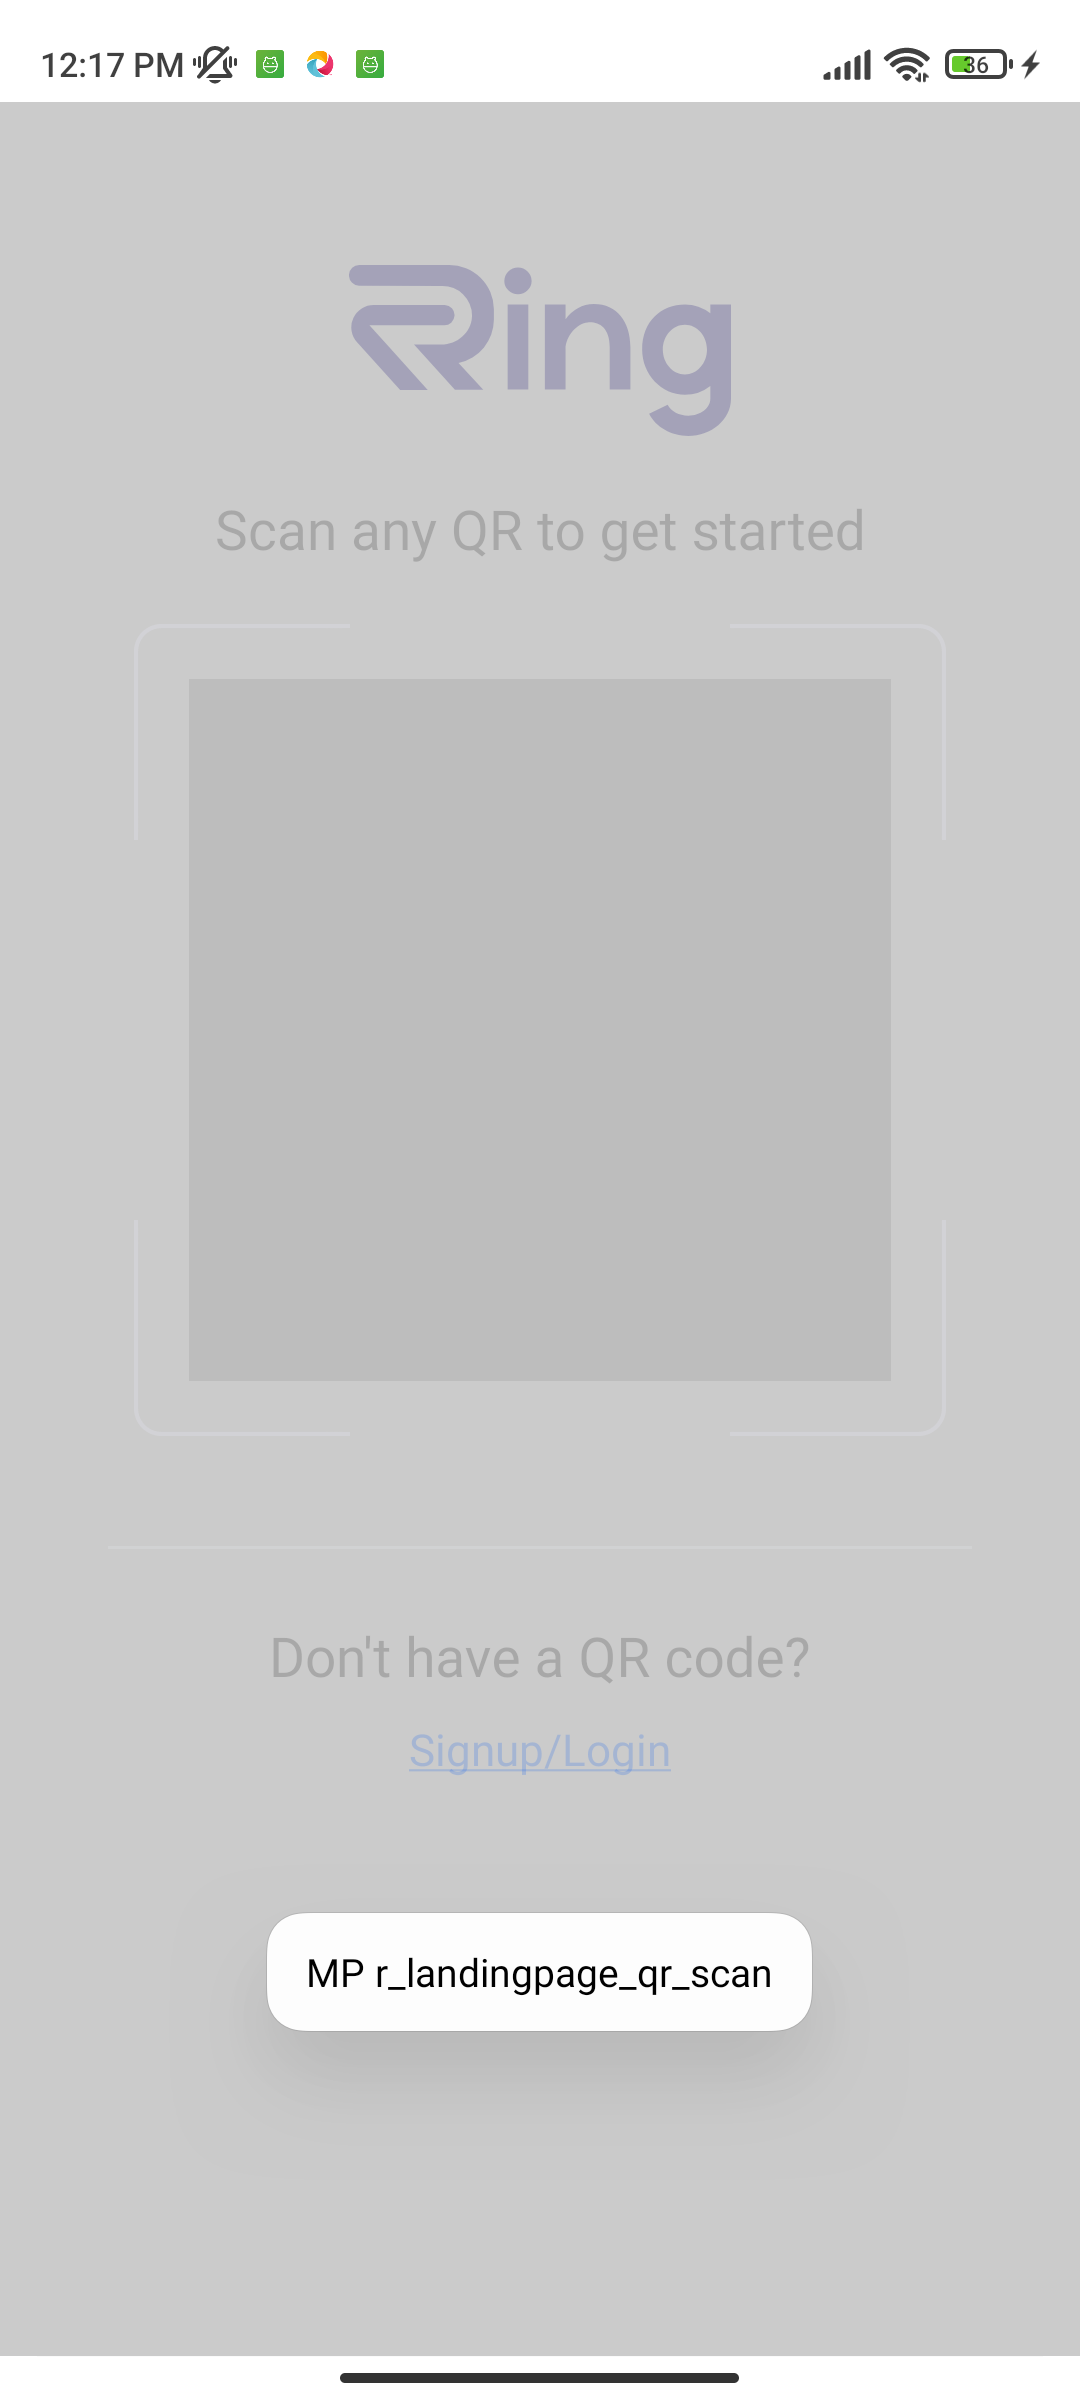 12:17 PM
36
Ring
Scan any QR to get started
Don't have a QR code?
Signup/Login
MP r_landingpage_qr_scan